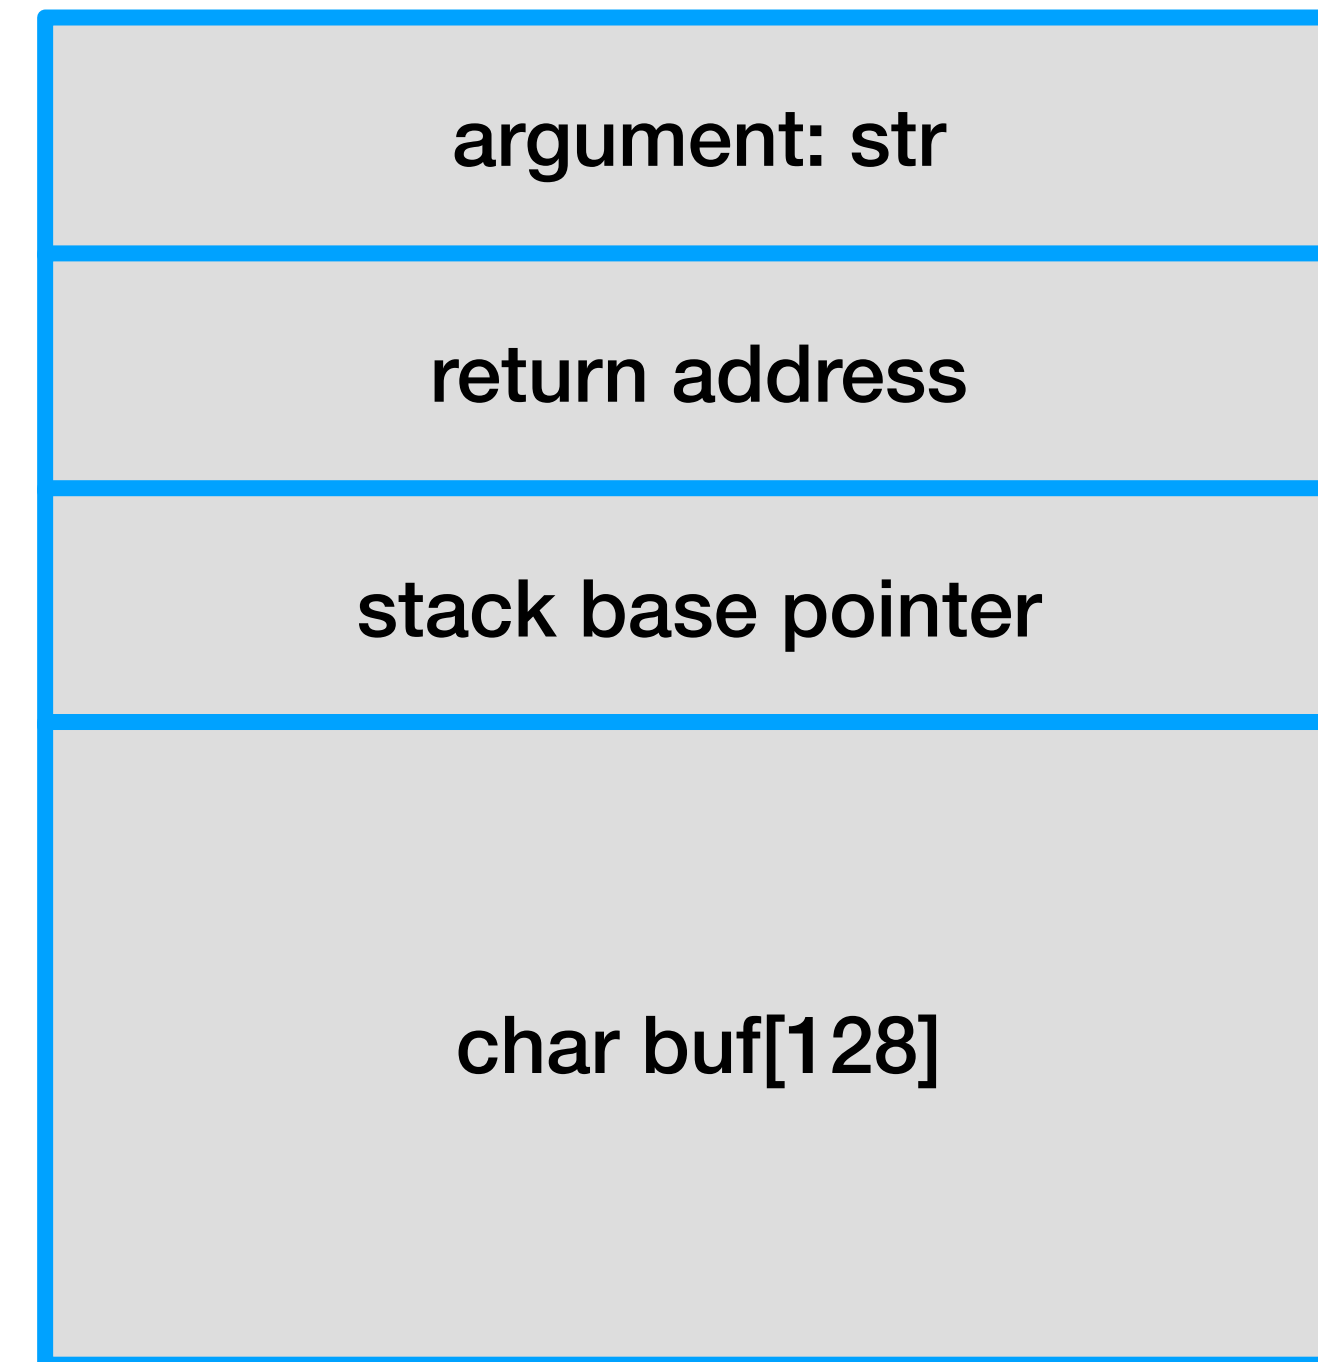 argument: str
return address
stack base pointer
char buf[128]